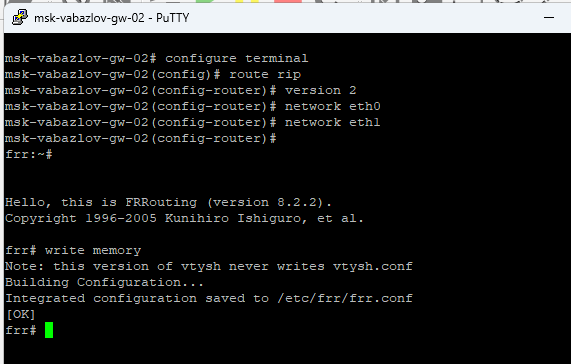 msk-vabazlov-gw-02 - PuTTY
msk-vabazlov-gw-02# configure terminal
msk-vabazlov-gw-02(config)# route rip
msk-vabazlov-gw-02(config-router)# version 2
msk-vabazlov-gw-02(config-router)# network eth0
msk-vabazlov-gw-02(config-router)# network eth1
msk-vabazlov-gw-02(config-router)#
frr:~#
Hello, this is FRRouting (version 8.2.2).
Copyright 1996-2005 Kunihiro Ishiguro, et al.
frr# write memory
Note: this version of vtysh never writes vtysh.conf
Building Configuration...
Integrated configuration saved to /etc/frr/frr.conf
[OK]
frr#